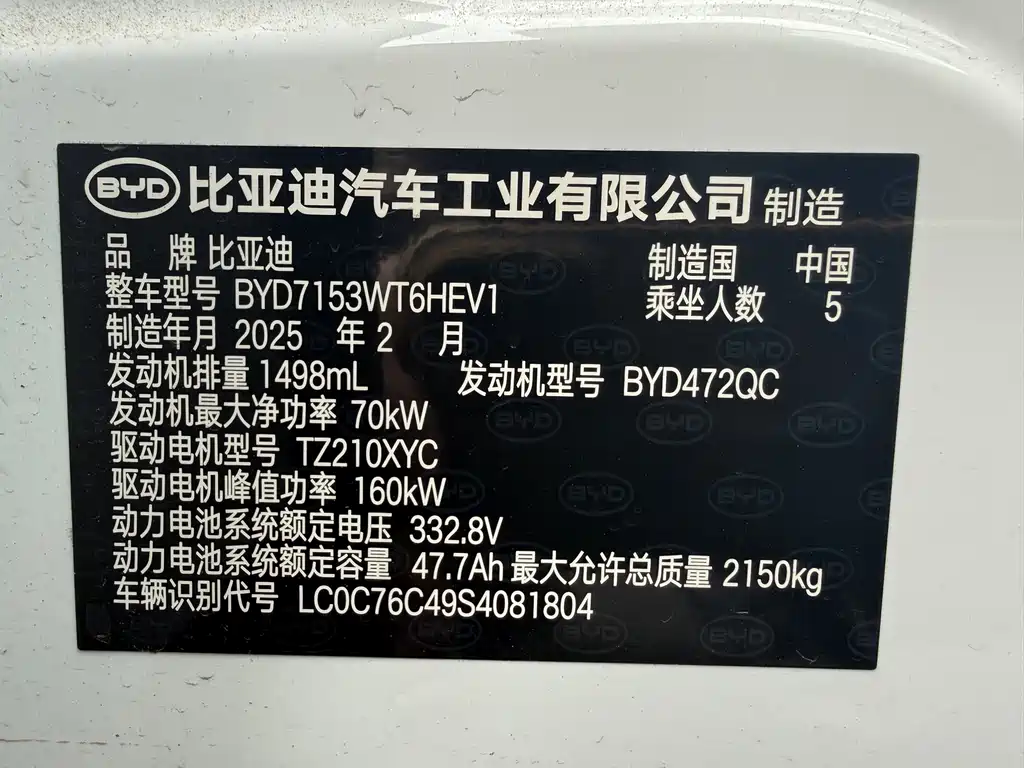 BYD 比亚迪汽车工业有限公司 制造
品 牌 比亚迪 制造国 中国
整车型号 BYD7153WT6HEV1 乘坐人数 5
制造年月 2025 年 2 月
发动机排量 1498mL 发动机型号 BYD472QC
发动机最大净功率 70kW
驱动电机型号 TZ210XYC
驱动电机峰值功率 160kW
动力电池系统额定电压 332.8V
动力电池系统额定容量 47.7Ah 最大允许总质量 2150kg
车辆识别代号 LC0C76C49S4081804